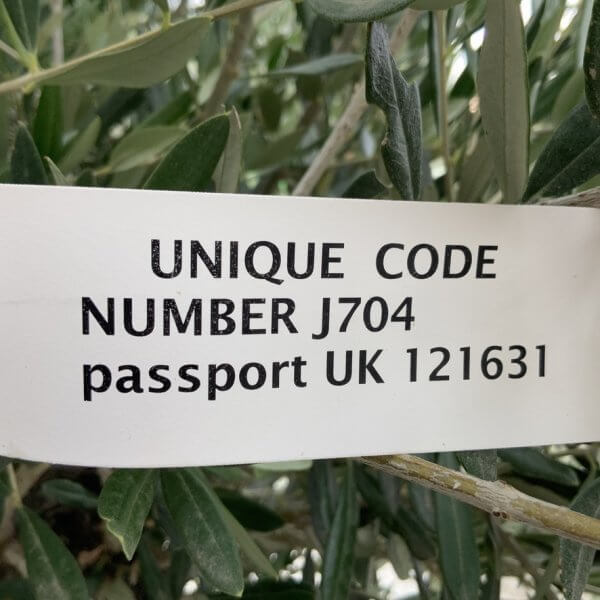 UNIQUE CODE
NUMBER J704
passport UK 121631